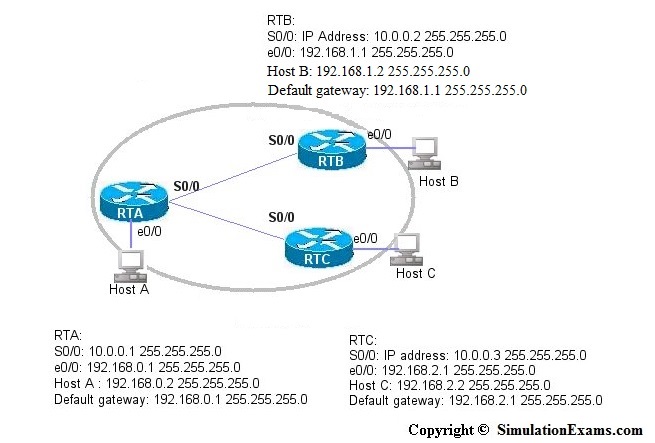 RTB:
S0/0: IP Address: 10.0.0.2 255.255.255.0
e0/0: 192.168.1.1 255.255.255.0
Host B: 192.168.1.2 255.255.255.0
Default gateway: 192.168.1.1 255.255.255.0
S0/0
e0/0
RTB
Host B
S0/0
RTA
e0/0
S0/0
e0/0
RTC
Host C
Host A
RTA:
S0/0: 10.0.0.1 255.255.255.0
e0/0: 192.168.0.1 255.255.255.0
Host A : 192.168.0.2 255.255.255.0
Default gateway: 192.168.0.1 255.255.255.0
RTC:
S0/0: IP address: 10.0.0.3 255.255.255.0
e0/0: 192.168.2.1 255.255.255.0
Host C: 192.168.2.2 255.255.255.0
Default gateway: 192.168.2.1 255.255.255.0
Copyright © SimulationExams.com